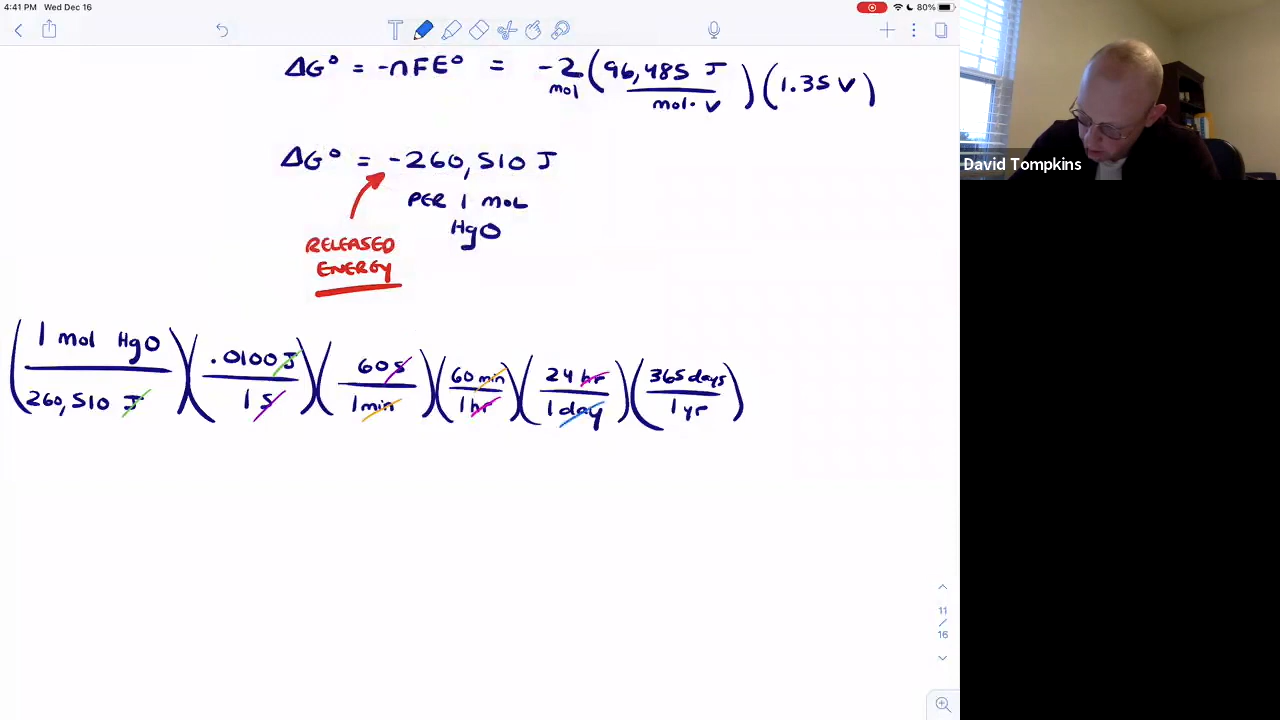 4:41 PM Wed Dec 16
80%
ΔG° = -nFE° = -2 mol (96,485 J / mol·V) (1.35 V)
ΔG° = -260,510 J
PER 1 MOL
HgO
RELEASED
ENERGY
(1 mol HgO / 260,510 J) (.0100 J / 1 s) (60 s / 1 min) (60 min / 1 hr) (24 hr / 1 day) (365 days / 1 yr)
11
/
16
David Tompkins